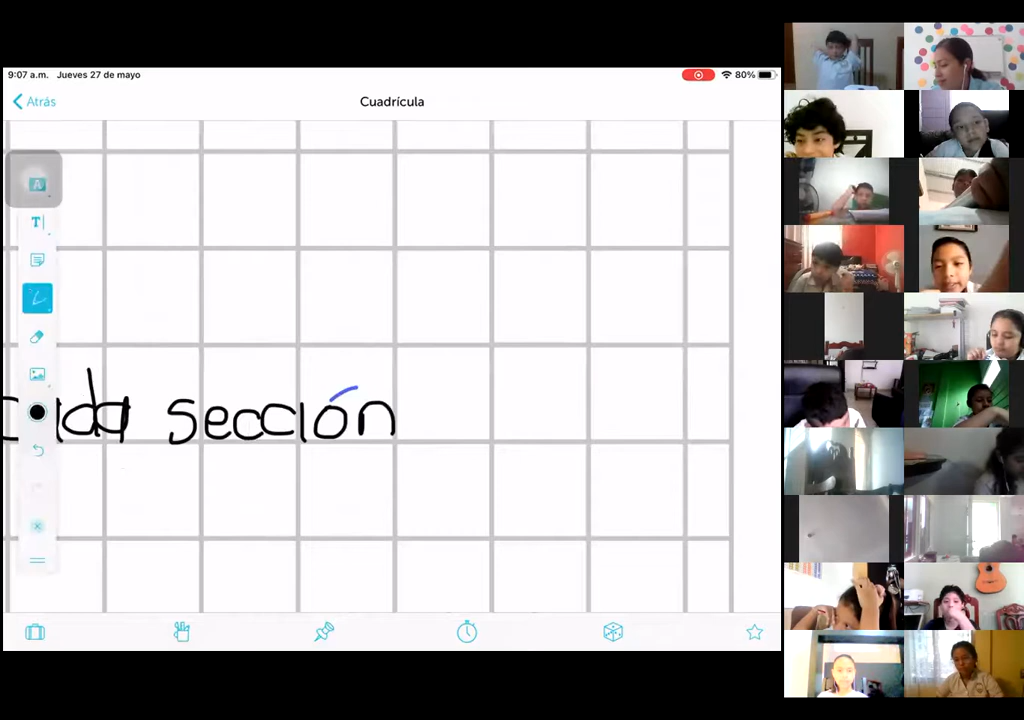 9:07 a.m. Jueves 27 de mayo
80%
Atrás
Cuadrícula
A
T
sección